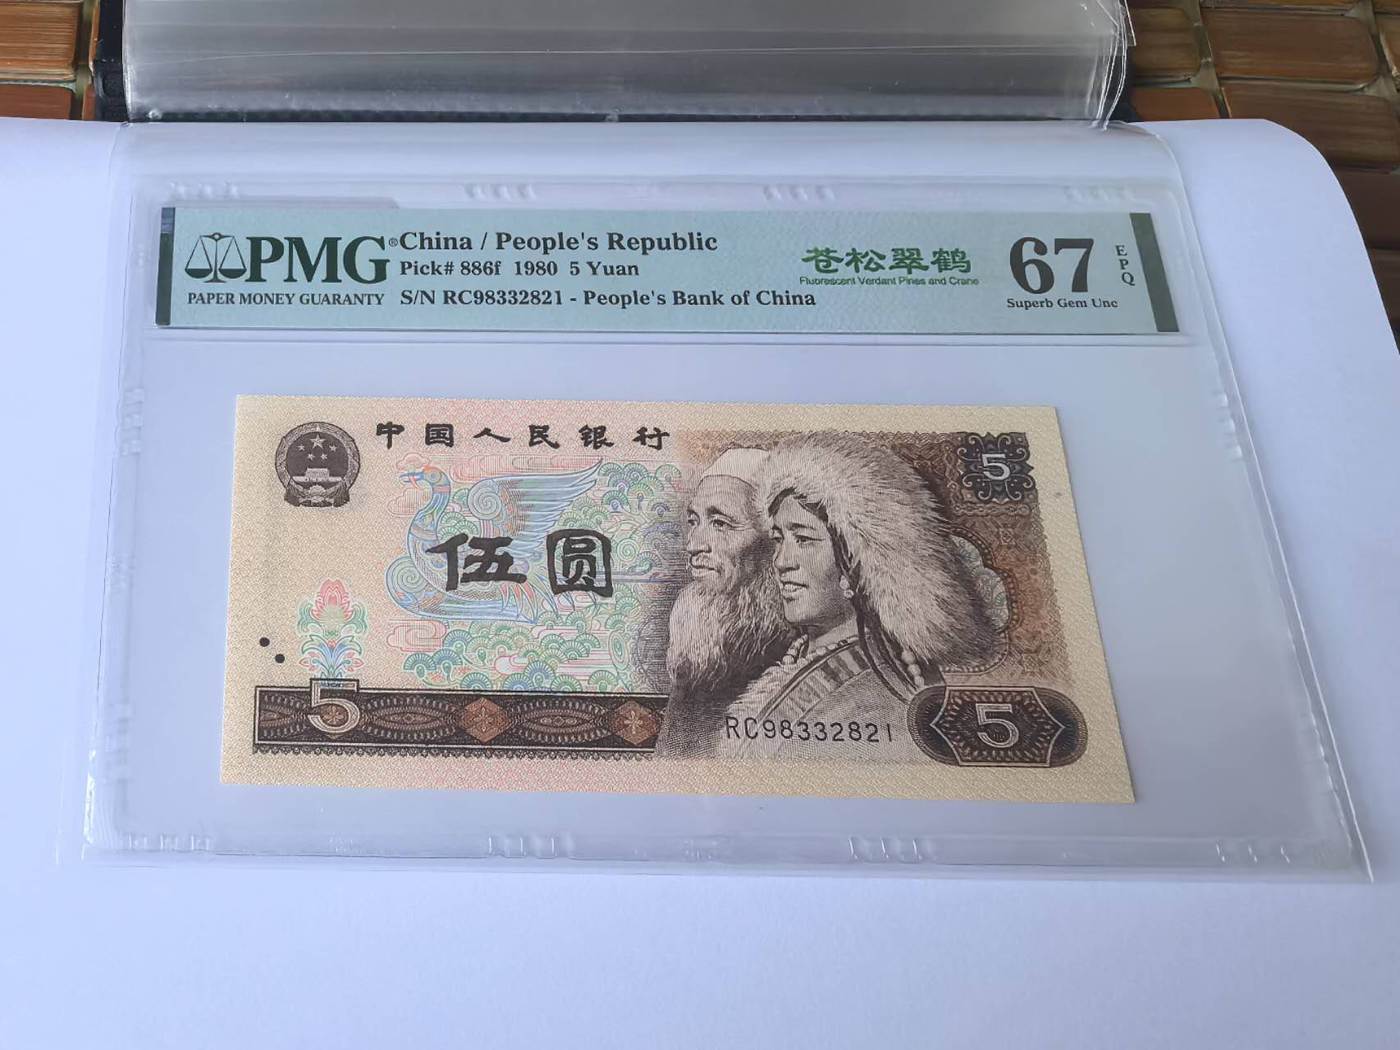 PMG®
PAPER MONEY GUARANTY
China / People's Republic
Pick# 886f 1980 5 Yuan
S/N RC98332821 - People's Bank of China
苍松翠鹤
Fluorescent Verdant Pines and Crane
67
EPQ
Superb Gem Unc
中国人民银行
5
伍圆
5
RC98332821
5